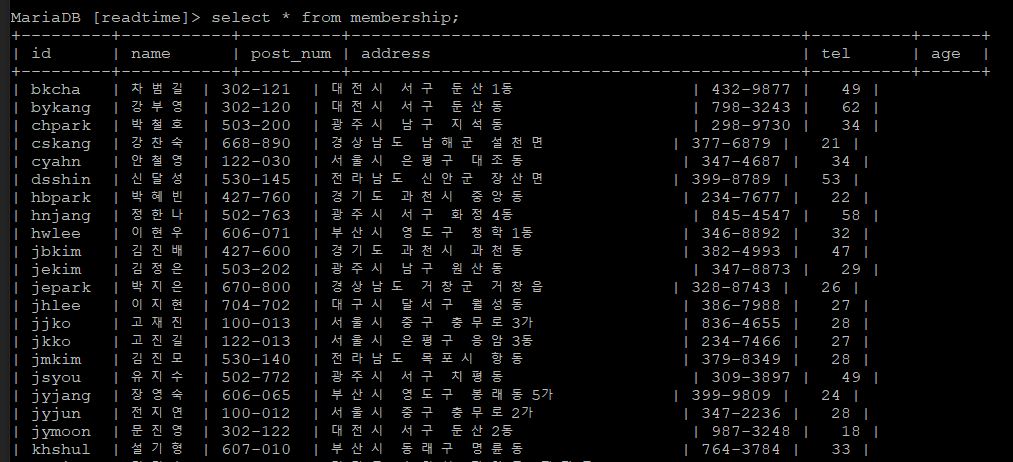 MariaDB [readtime]> select * from membership;
+---------+-----------+----------+---------------------------------------------+----------+------+
| id | name | post_num | address | tel | age |
+---------+-----------+----------+---------------------------------------------+----------+------+
| bkcha | 차범길 | 302-121 | 대전시 서구 둔산1동 | 432-9877 | 49 |
| bykang | 강부영 | 302-120 | 대전시 서구 둔산동 | 798-3243 | 62 |
| chpark | 박철호 | 503-200 | 광주시 남구 지석동 | 298-9730 | 34 |
| cskang | 강찬숙 | 668-890 | 경상남도 남해군 설천면 | 377-6879 | 21 |
| cyahn | 안철영 | 122-030 | 서울시 은평구 대조동 | 347-4687 | 34 |
| dsshin | 신달성 | 530-145 | 전라남도 신안군 장산면 | 399-8789 | 53 |
| hbpark | 박혜빈 | 427-760 | 경기도 과천시 중앙동 | 234-7677 | 22 |
| hnjang | 정한나 | 502-763 | 광주시 서구 화정4동 | 845-4547 | 58 |
| hwlee | 이현우 | 606-071 | 부산시 영도구 청학1동 | 346-8892 | 32 |
| jbkim | 김진배 | 427-600 | 경기도 과천시 과천동 | 382-4993 | 47 |
| jekim | 김정은 | 503-202 | 광주시 남구 원산동 | 347-8873 | 29 |
| jepark | 박지은 | 670-800 | 경상남도 거창군 거창읍 | 328-8743 | 26 |
| jhlee | 이지현 | 704-702 | 대구시 달서구 월성동 | 386-7988 | 27 |
| jjko | 고재진 | 100-013 | 서울시 중구 충무로3가 | 836-4655 | 28 |
| jkko | 고진길 | 122-013 | 서울시 은평구 응암3동 | 234-7466 | 27 |
| jmkim | 김진모 | 530-140 | 전라남도 목포시 항동 | 379-8349 | 28 |
| jsyou | 유지수 | 502-772 | 광주시 서구 치평동 | 309-3897 | 49 |
| jyjang | 장영숙 | 606-065 | 부산시 영도구 봉래동5가 | 399-9809 | 24 |
| jyjun | 전지연 | 100-012 | 서울시 중구 충무로2가 | 347-2236 | 28 |
| jymoon | 문진영 | 302-122 | 대전시 서구 둔산2동 | 987-3248 | 18 |
| khshul | 설기형 | 607-010 | 부산시 동래구 명륜동 | 764-3784 | 33 |